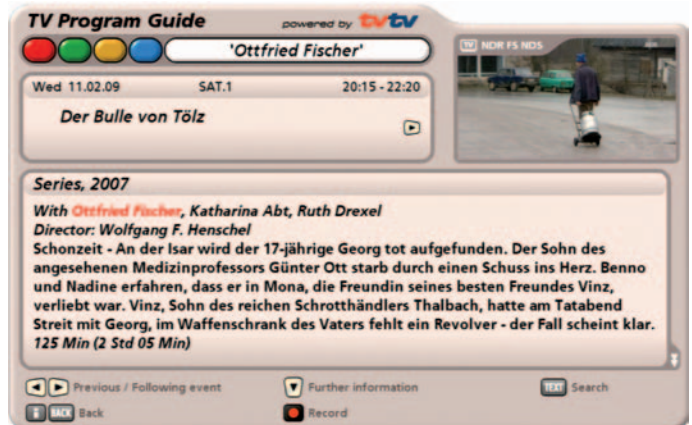 TV Program Guide powered by tvtv
'Ottfried Fischer'
TV NDR FS NDS
Wed 11.02.09 SAT.1 20:15 - 22:20
Der Bulle von Tölz
Series, 2007
With Ottfried Fischer, Katharina Abt, Ruth Drexel
Director: Wolfgang F. Henschel
Schonzeit - An der Isar wird der 17-jährige Georg tot aufgefunden. Der Sohn des
angesehenen Medizinprofessors Günter Ott starb durch einen Schuss ins Herz. Benno
und Nadine erfahren, dass er in Mona, die Freundin seines besten Freundes Vinz,
verliebt war. Vinz, Sohn des reichen Schrotthändlers Thalbach, hatte am Tatabend
Streit mit Georg, im Waffenschrank des Vaters fehlt ein Revolver - der Fall scheint klar.
125 Min (2 Std 05 Min)
Previous / Following event Further information TEXT Search
i BACK Back Record